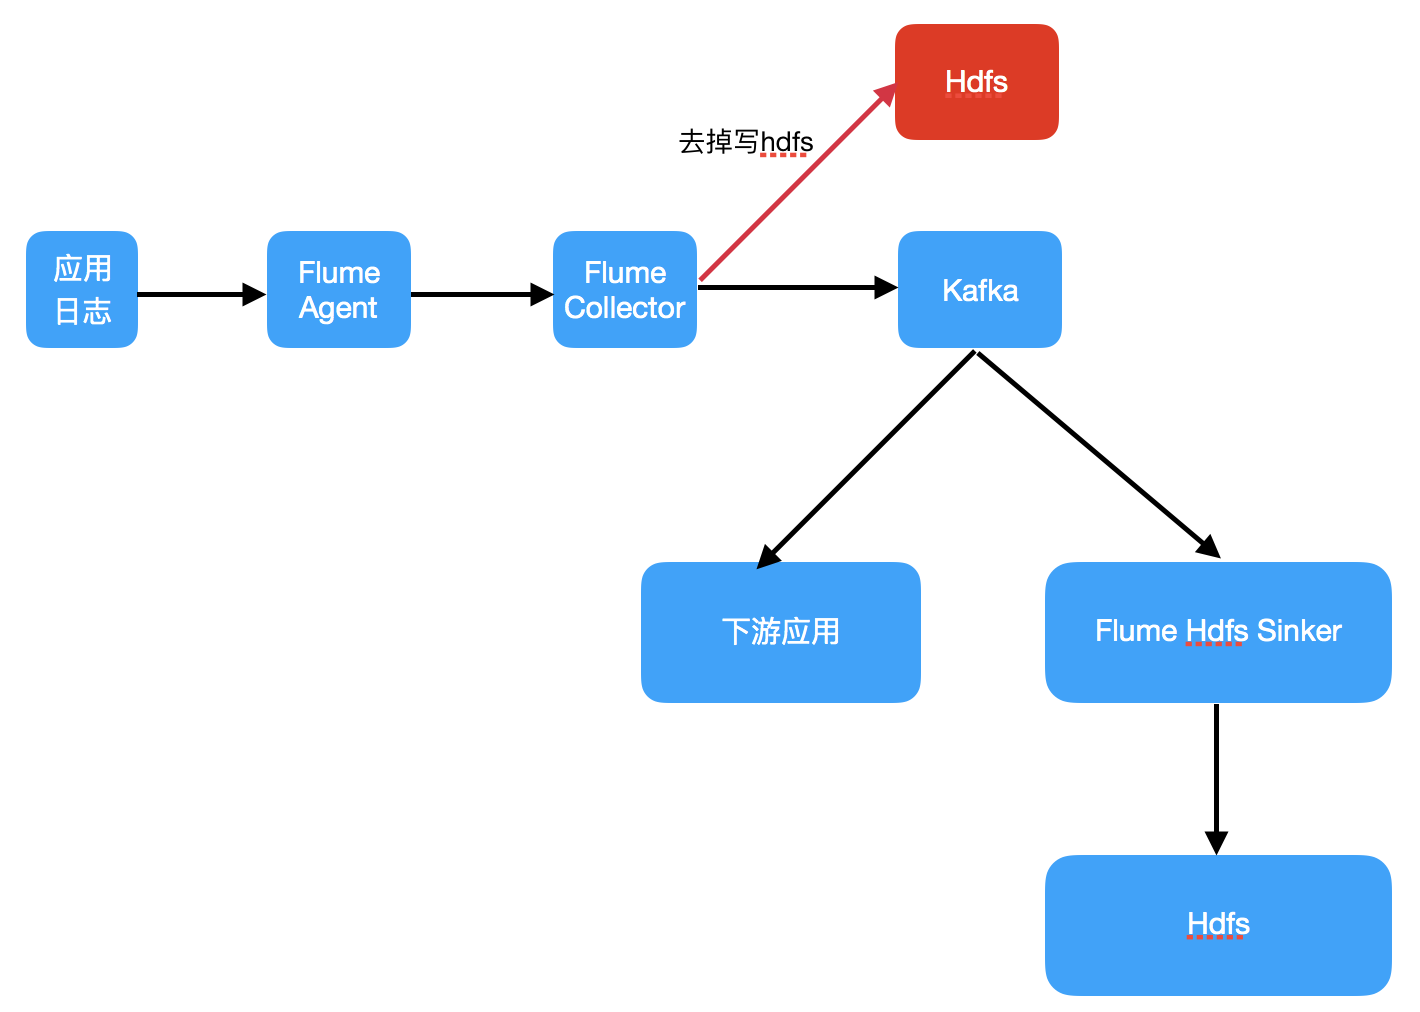 Hdfs
去掉写hdfs
应用
日志
Flume
Agent
Flume
Collector
Kafka
下游应用
Flume Hdfs Sinker
Hdfs